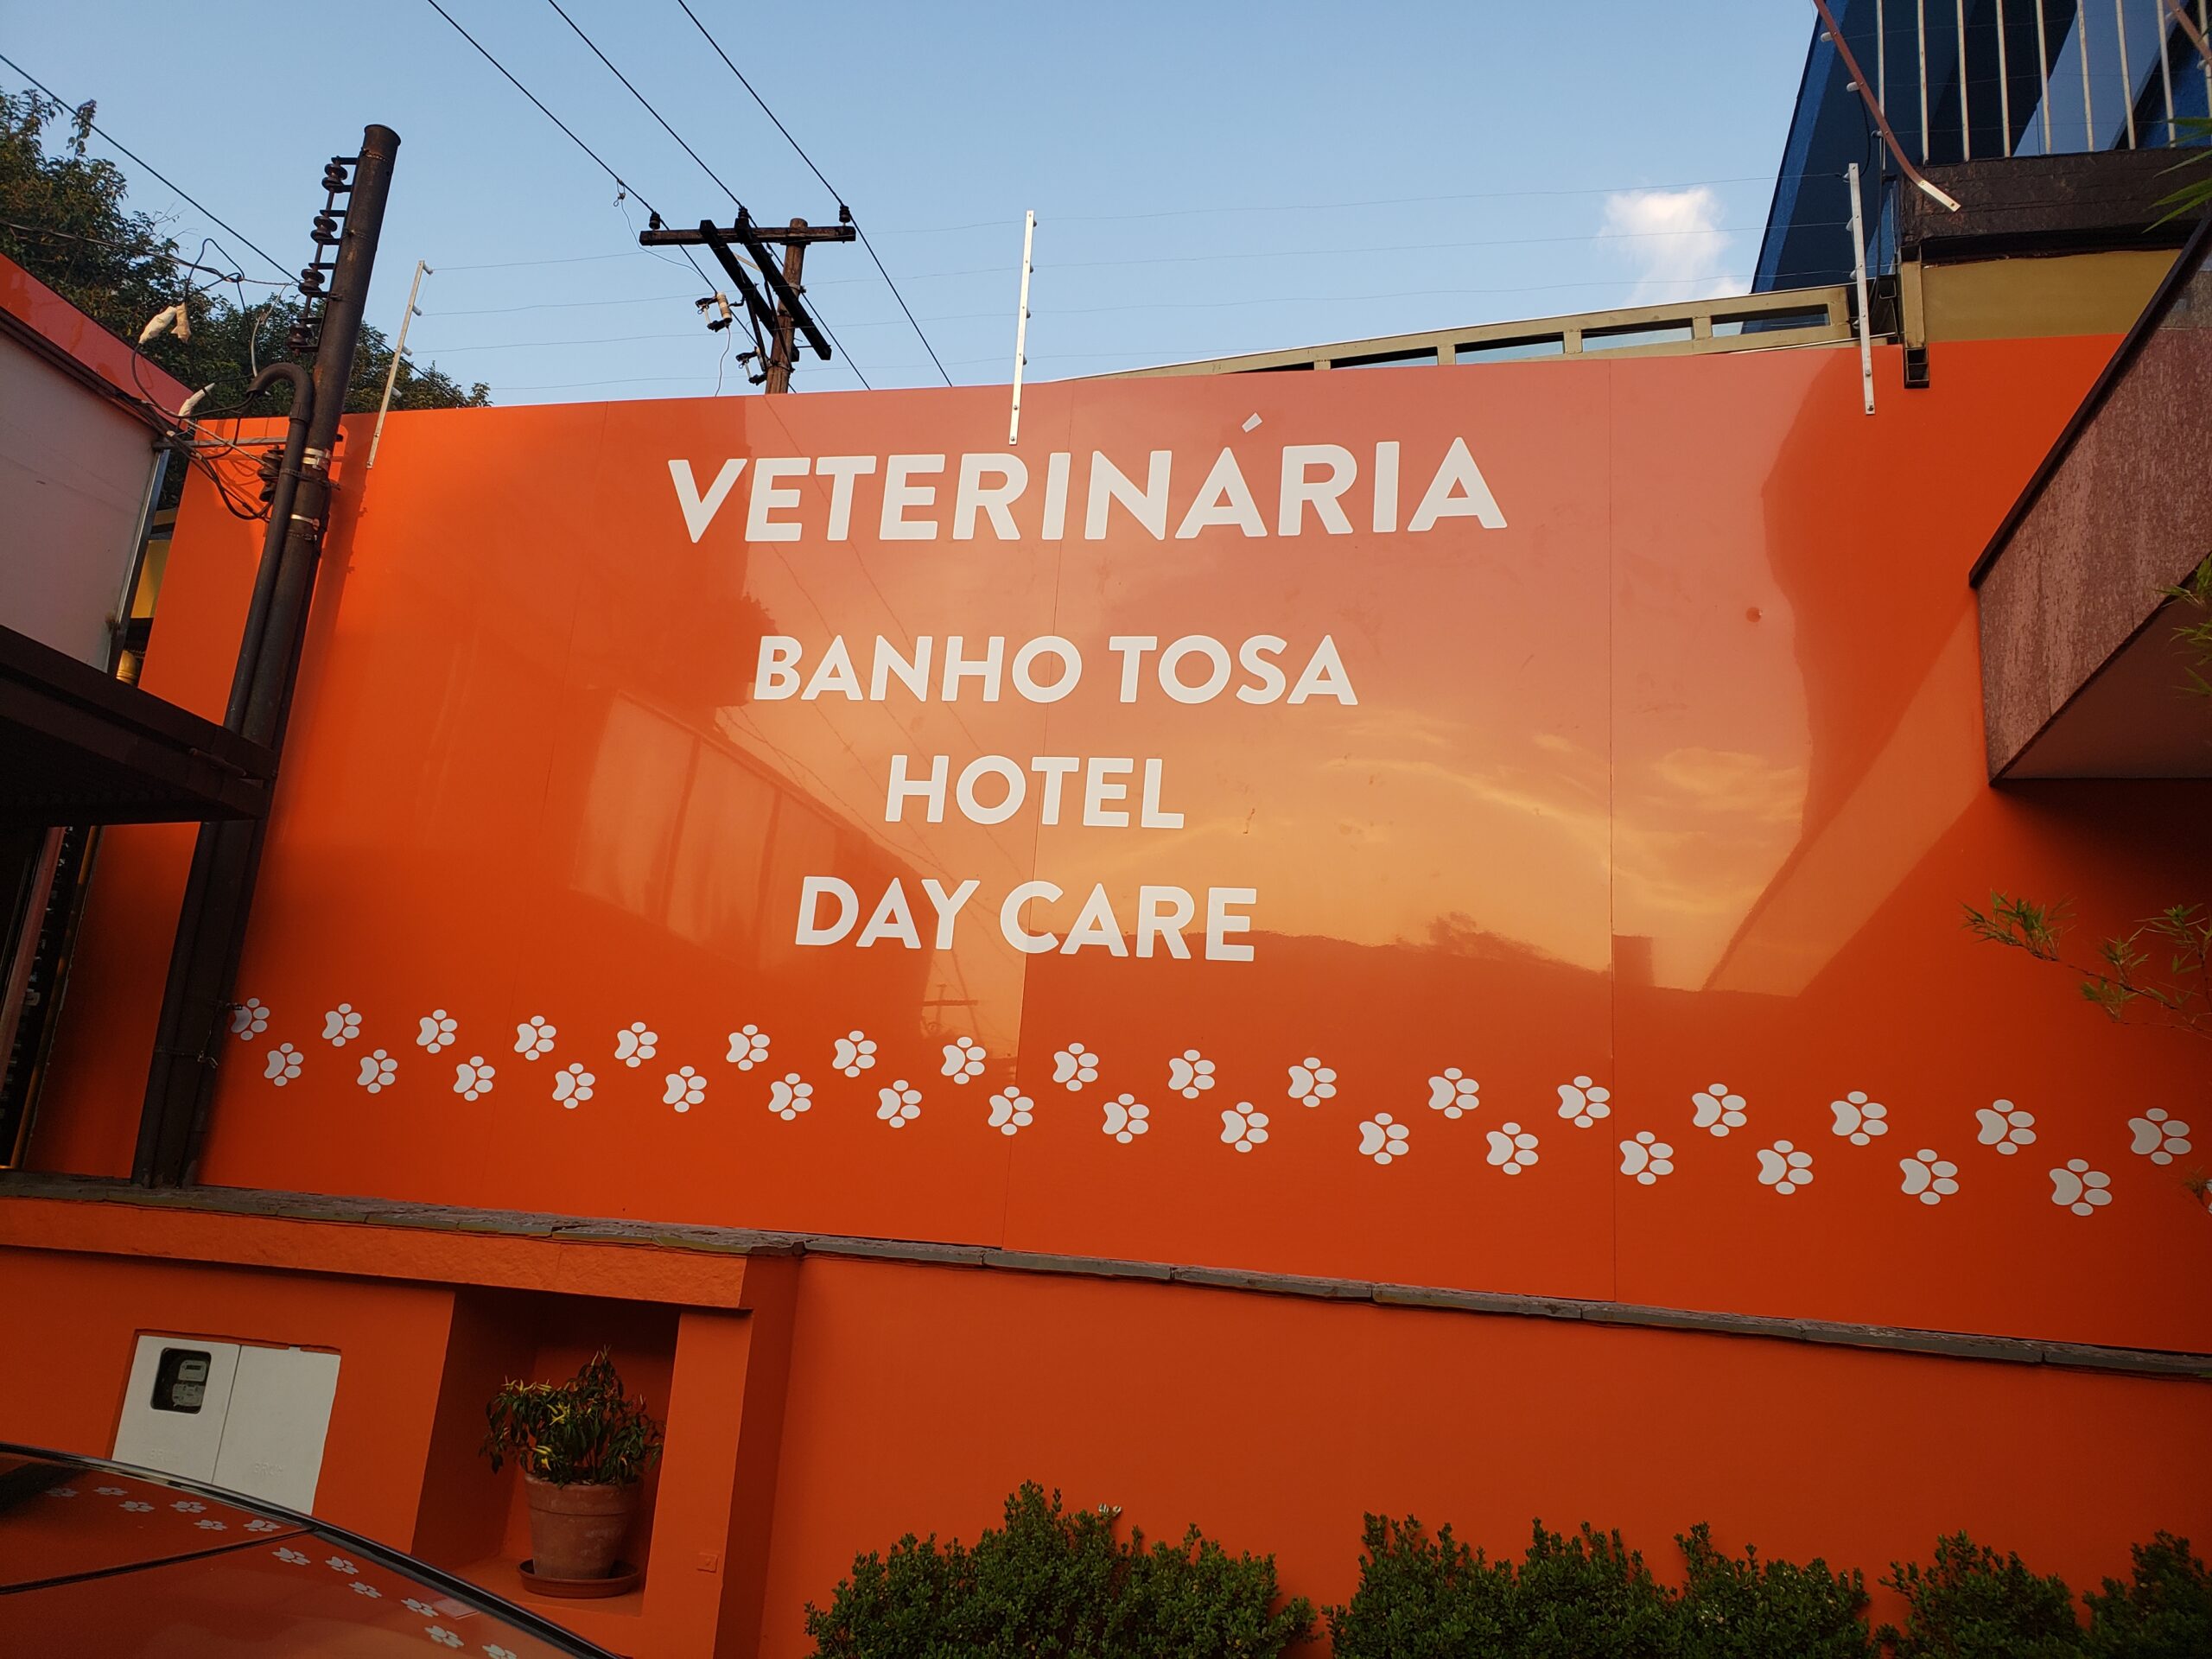 VETERINÁRIA
BANHO TOSA
HOTEL
DAY CARE